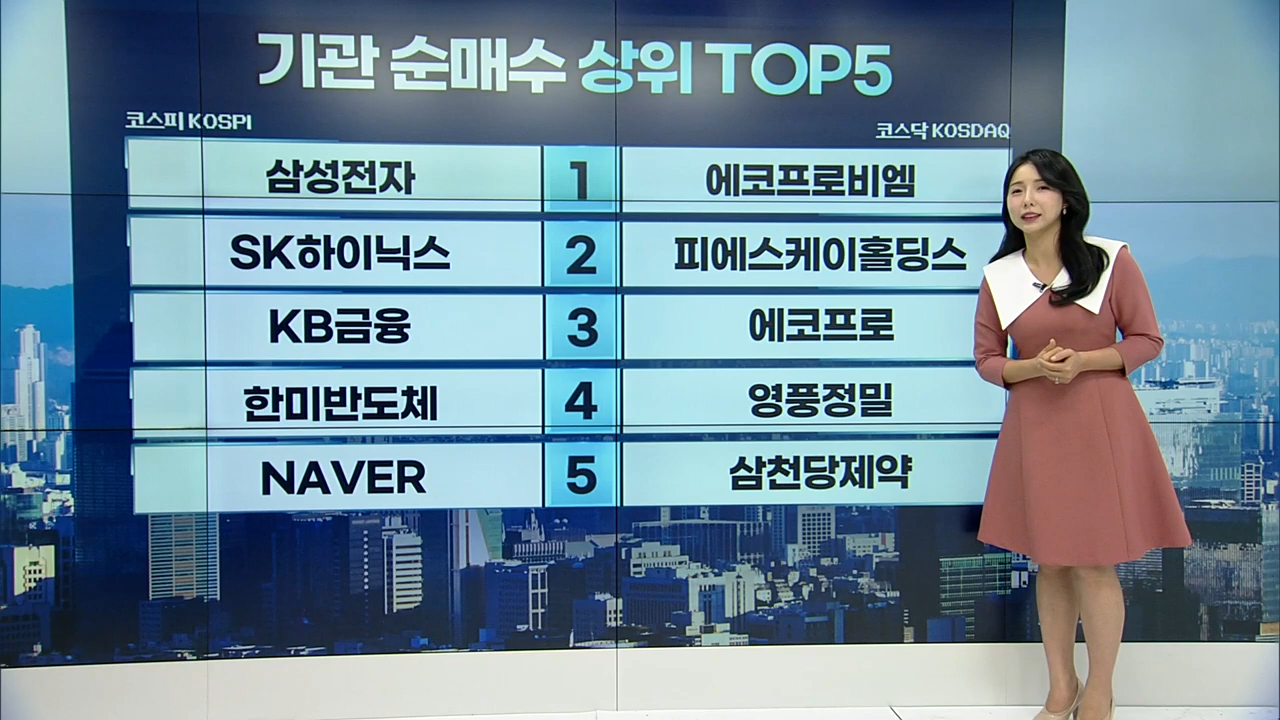 기관 순매수 상위 TOP5
코스피 KOSPI
코스닥 KOSDAQ
삼성전자 1 에코프로비엠
SK하이닉스 2 피에스케이홀딩스
KB금융 3 에코프로
한미반도체 4 영풍정밀
NAVER 5 삼천당제약